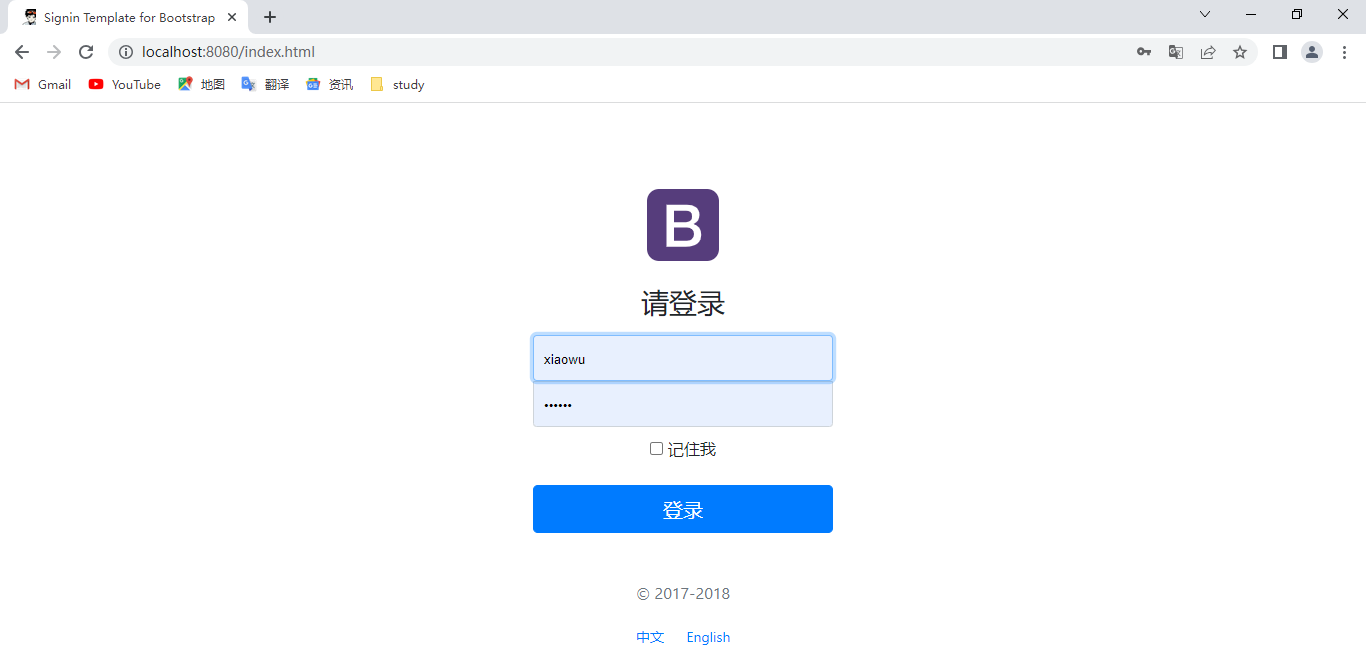 Signin Template for Bootstrap
localhost:8080/index.html
Gmail YouTube 地图 翻译 资讯 study
B
请登录
xiaowu
••••••
记住我
登录
© 2017-2018
中文 English